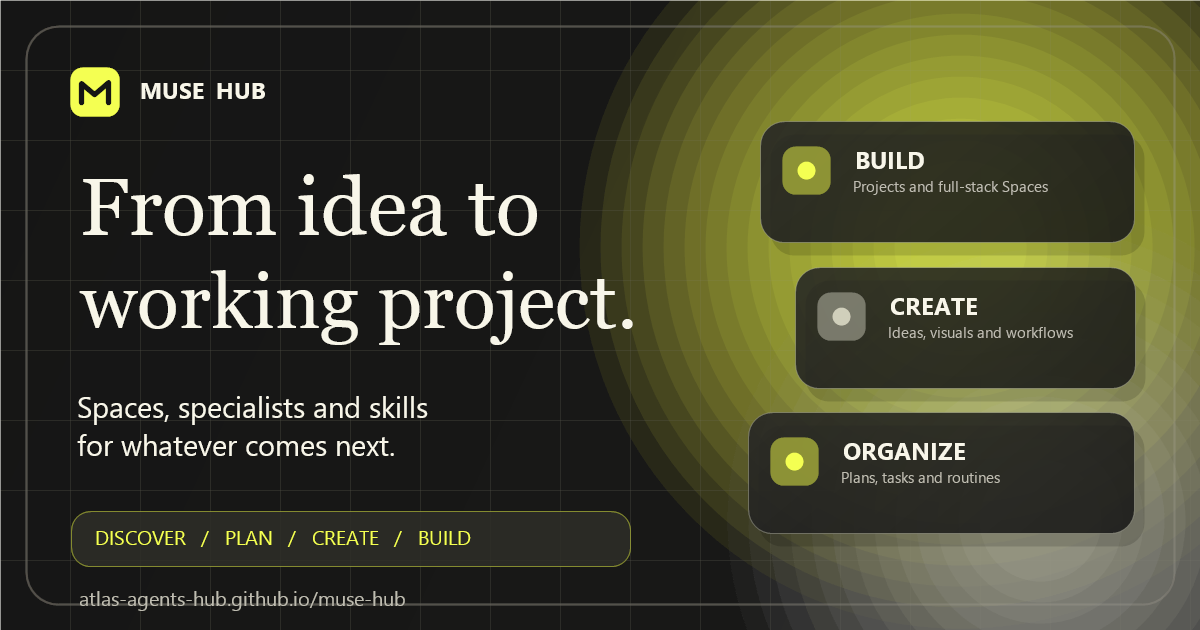 MUSE HUB
From idea to
working project.
Spaces, specialists and skills
for whatever comes next.
DISCOVER / PLAN / CREATE / BUILD
atlas-agents-hub.github.io/muse-hub
BUILD
Projects and full-stack Spaces
CREATE
Ideas, visuals and workflows
ORGANIZE
Plans, tasks and routines